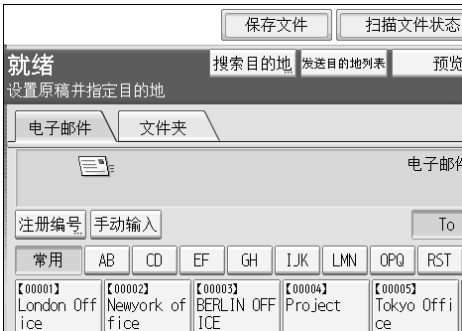 保存文件 扫描文件状态
就绪 搜索目的地 发送目的地列表 预览
设置原稿并指定目的地
电子邮件 文件夹
电子邮件
注册编号 手动输入 To
常用 AB CD EF GH IJK LMN OPQ RST
【00001】 【00002】 【00003】 【00004】 【00005】
London Off Newyork of BERLIN OFF Project Tokyo Offi
ice ffice ICE ce